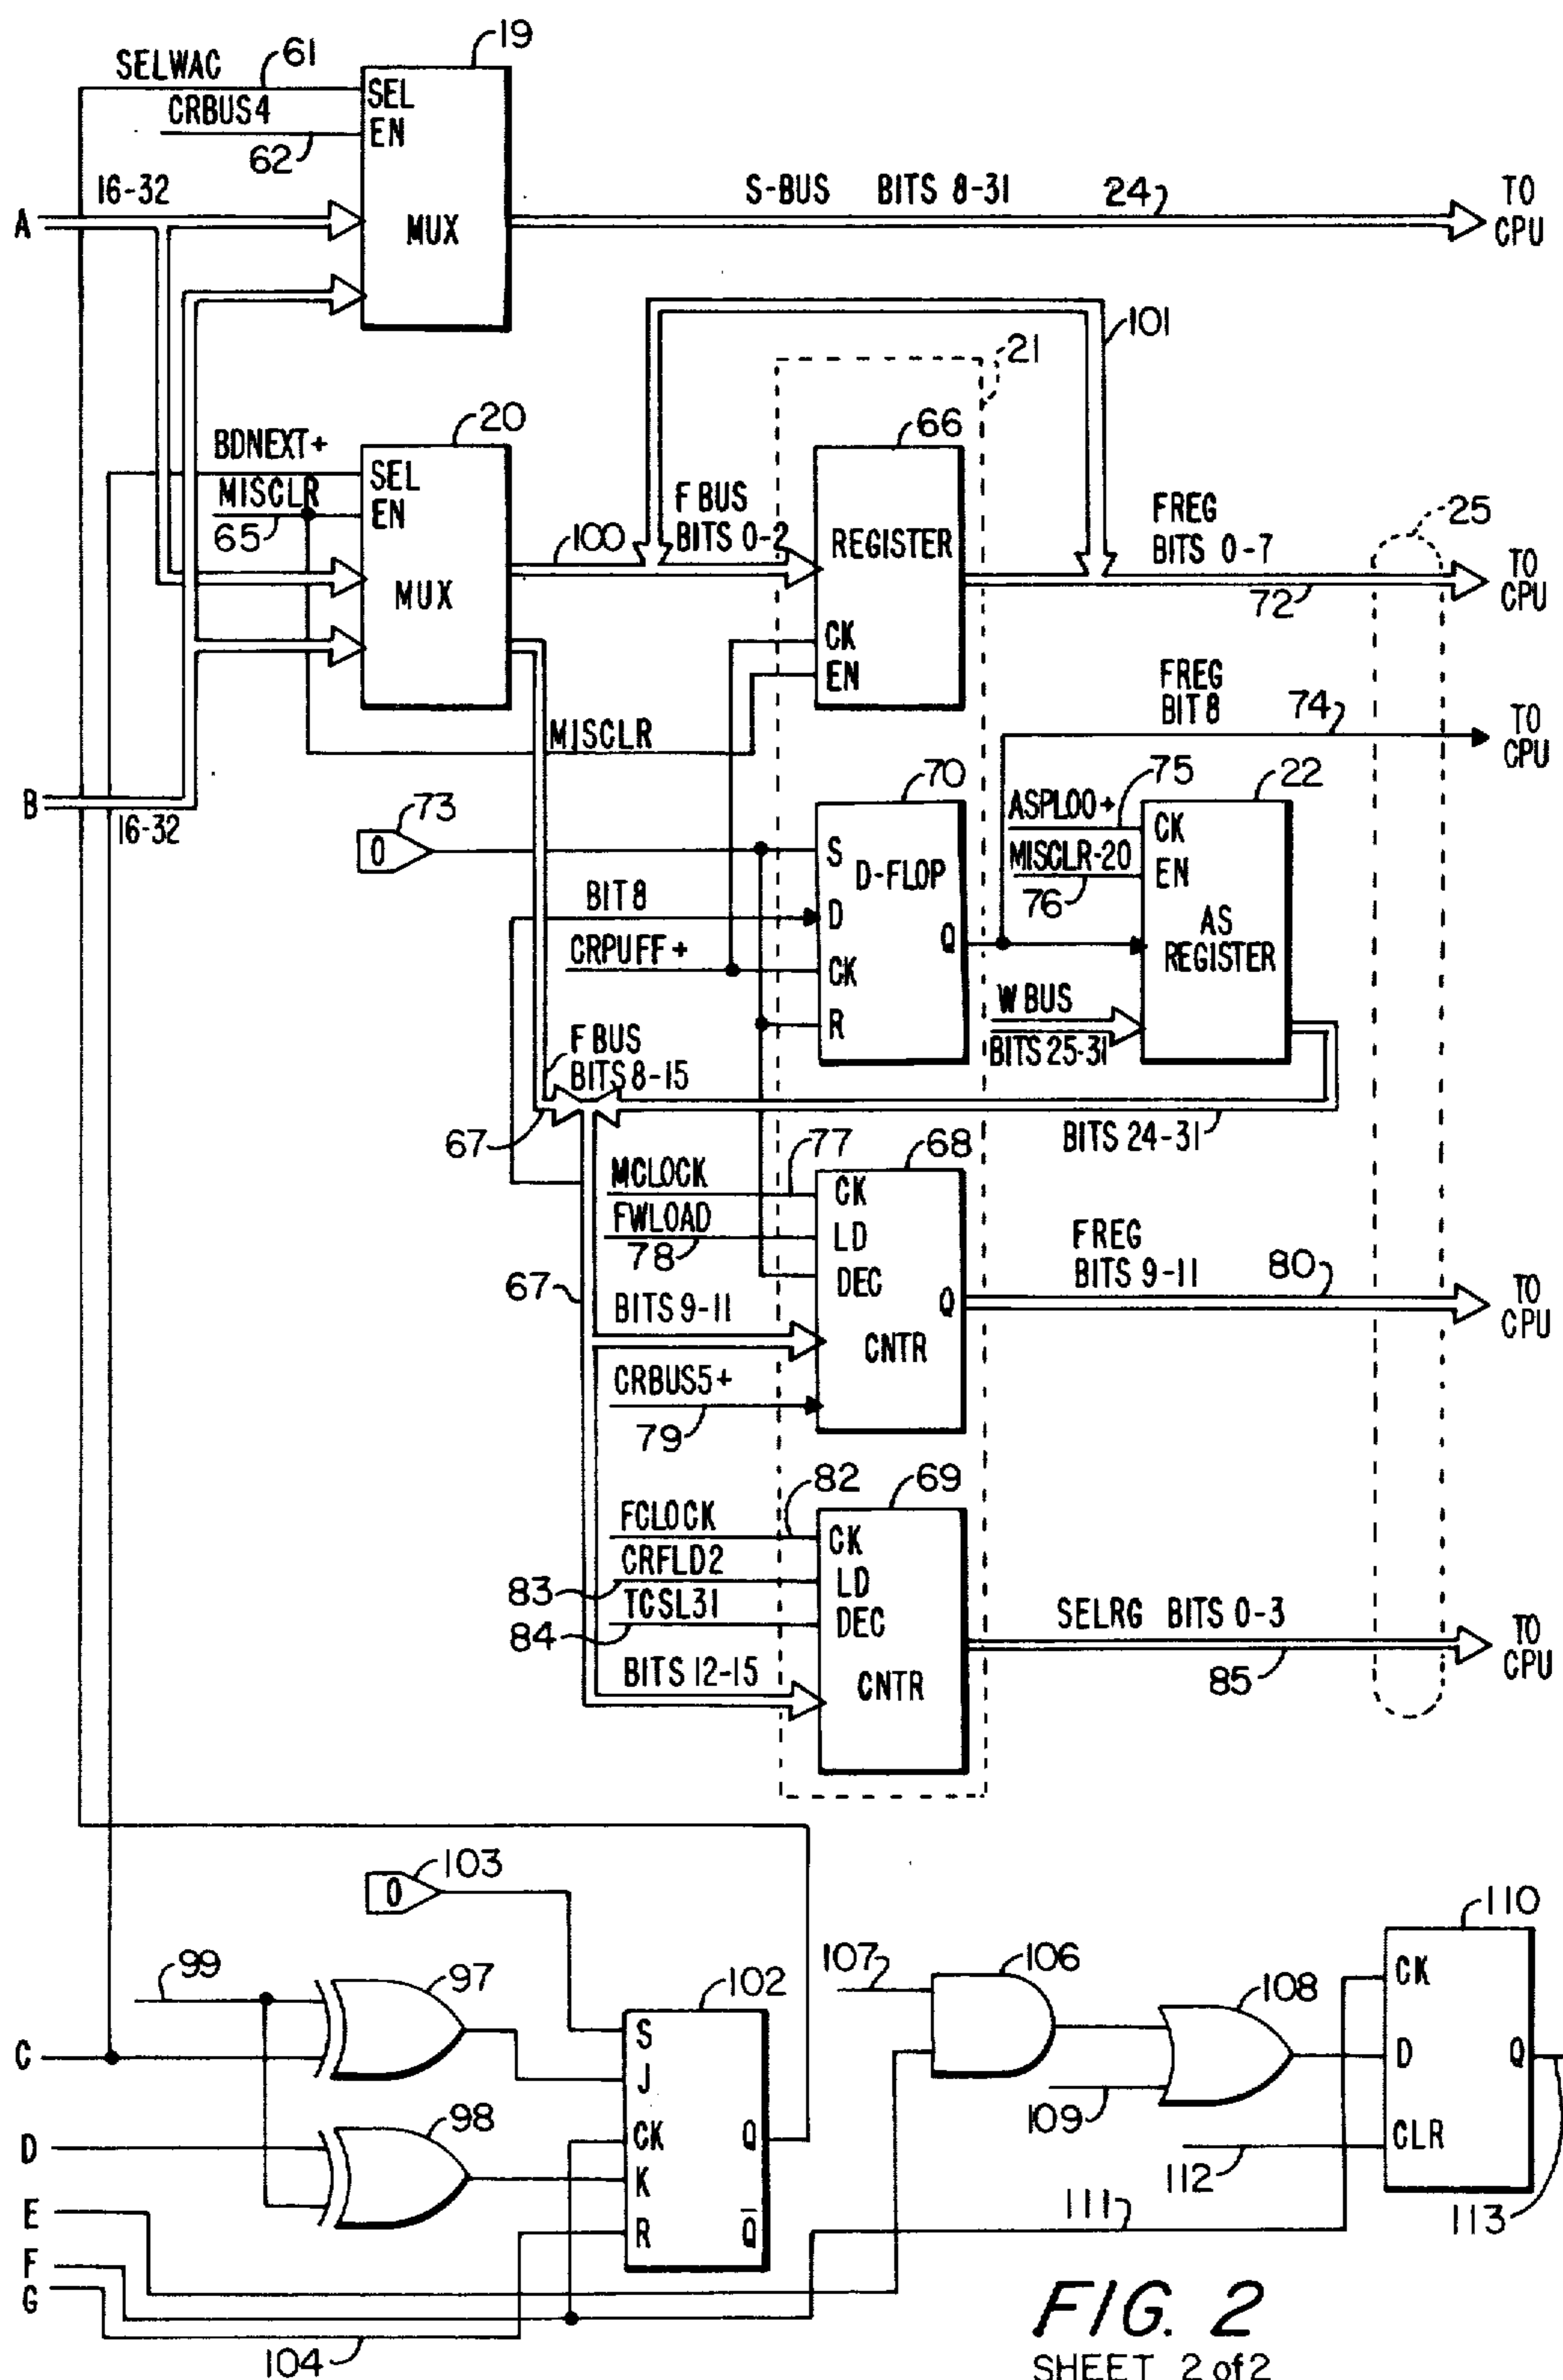 19
SELWAC
61
SEL
CRBUS4
EN
62
16-32
S-BUS BITS 8-31
24
TO
CPU
A
MUX
101
21
20
66
BDNEXT+
SEL
MISCLR
EN
65
100
F BUS
BITS 0-2
REGISTER
FREG
BITS 0-7
25
MUX
72
TO
CPU
CK
EN
FREG
BIT 8
74
TO
CPU
MISCLR
70
75
22
B
16-32
73
0
ASPL00+
CK
S
D-FLOP
MISCLR-20
EN
BIT 8
76
D
Q
AS
REGISTER
CRPUFF+
CK
W BUS
R
BITS 25-31
F BUS
BITS 8-15
67
BITS 24-31
77
68
MCLOCK
CK
FWLOAD
LD
78
FREG
BITS 9-11
80
DEC
67
Q
TO
CPU
BITS 9-11
CNTR
CRBUS5+
79
82
69
FCLOCK
CK
CRFLD2
LD
83
TCSL31
DEC
84
SELRG BITS 0-3
TO
CPU
BITS 12-15
CNTR
85
103
0
110
99
97
102
107
106
CK
S
108
C
J
D
Q
98
109
D
CK
Q
CLR
K
112
E
R
Q
111
113
F
G
104
FIG. 2
SHEET 2 of 2